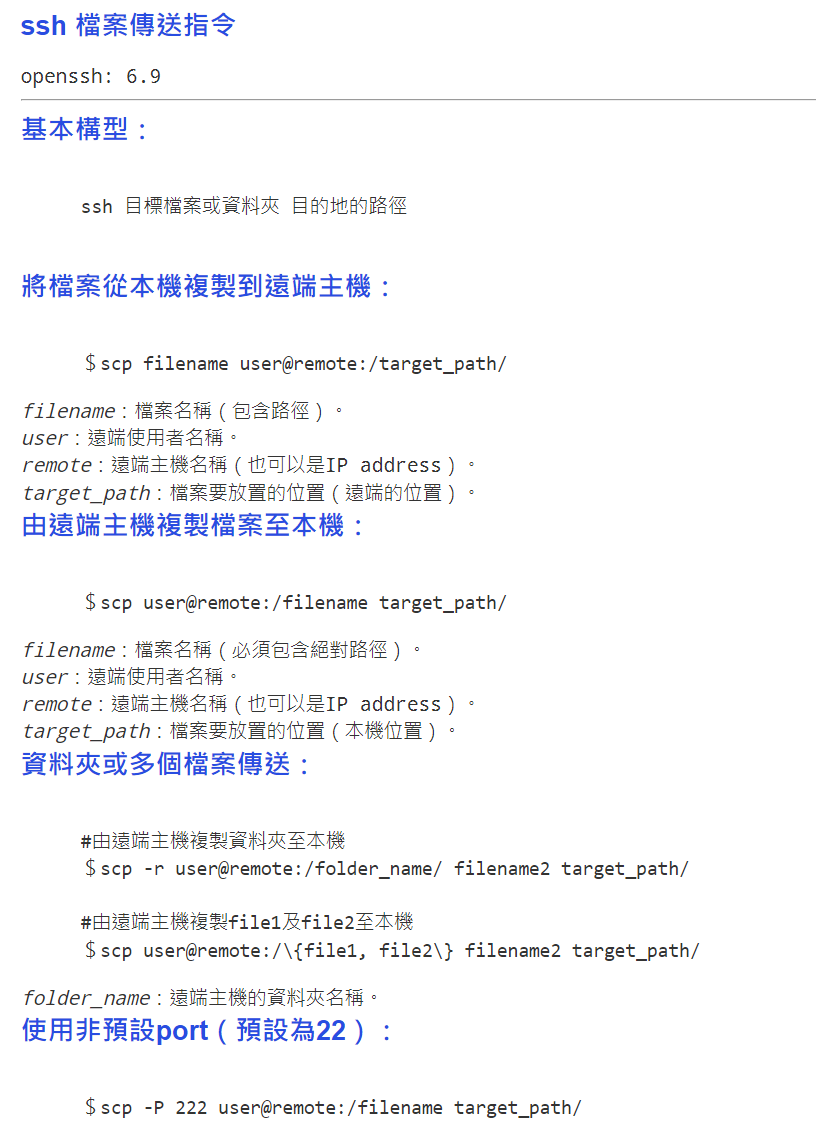 ssh 檔案傳送指令
openssh: 6.9
基本構型：
ssh 目標檔案或資料夾 目的地的路徑
將檔案從本機複製到遠端主機：
＄scp filename user@remote:/target_path/
filename：檔案名稱（包含路徑）。
user：遠端使用者名稱。
remote：遠端主機名稱（也可以是IP address）。
target_path：檔案要放置的位置（遠端的位置）。
由遠端主機複製檔案至本機：
＄scp user@remote:/filename target_path/
filename：檔案名稱（必須包含絕對路徑）。
user：遠端使用者名稱。
remote：遠端主機名稱（也可以是IP address）。
target_path：檔案要放置的位置（本機位置）。
資料夾或多個檔案傳送：
#由遠端主機複製資料夾至本機
＄scp -r user@remote:/folder_name/ filename2 target_path/
#由遠端主機複製file1及file2至本機
＄scp user@remote:/\{file1, file2\} filename2 target_path/
folder_name：遠端主機的資料夾名稱。
使用非預設port（預設為22）：
＄scp -P 222 user@remote:/filename target_path/